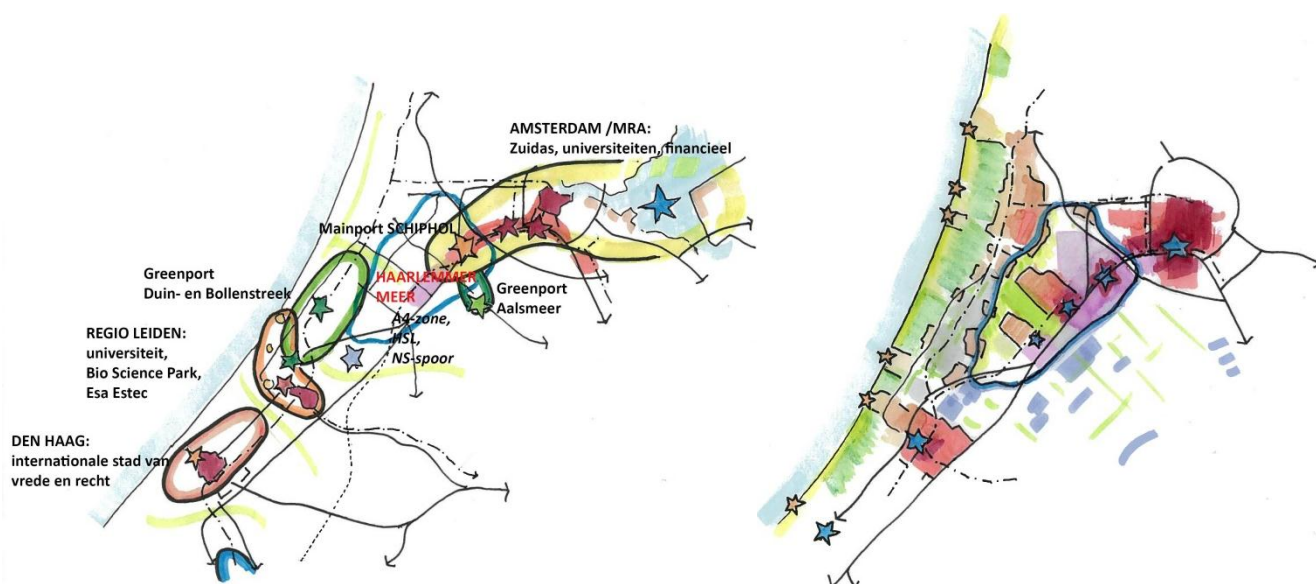 AMSTERDAM /MRA:
Zuidas, universiteiten, financieel
Mainport SCHIPHOL
HAARLEMMER
MEER
Greenport
Duin- en Bollenstreek
Greenport
Aalsmeer
A4-zone,
HSL,
NS-spoor
REGIO LEIDEN:
universiteit,
Bio Science Park,
Esa Estec
DEN HAAG:
internationale stad van
vrede en recht